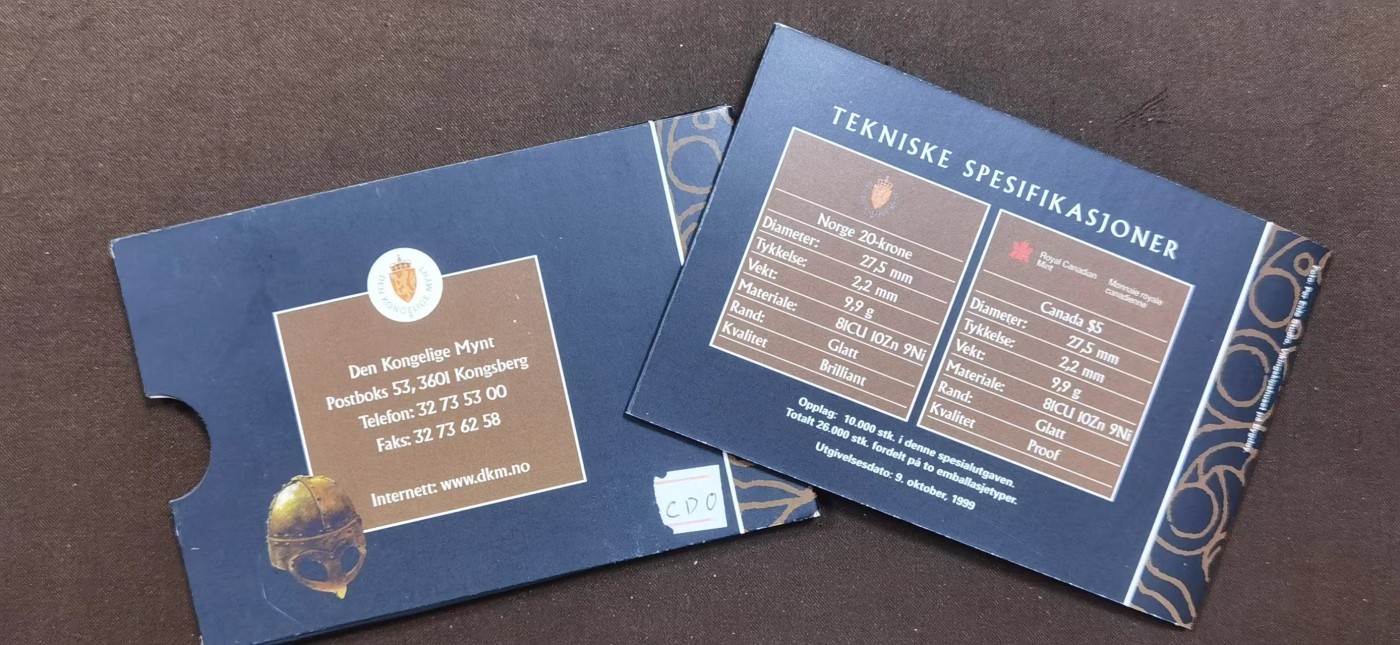 DEN KONGELIGE MYNT
Den Kongelige Mynt
Postboks 53, 3601 Kongsberg
Telefon: 32 73 53 00
Faks: 32 73 62 58
Internett: www.dkm.no
CDO
TEKNISKE SPESIFIKASJONER
Norge 20-krone
Diameter: 27,5 mm
Tykkelse: 2,2 mm
Vekt: 9,9 g
Materiale: 81CU 10Zn 9Ni
Rand: Glatt
Kvalitet Brilliant
Royal Canadian Mint
Monnaie royale canadienne
Canada $5
Diameter: 27,5 mm
Tykkelse: 2,2 mm
Vekt: 9,9 g
Materiale: 81CU 10Zn 9Ni
Rand: Glatt
Kvalitet Proof
Opplag: 10.000 stk. i denne spesialutgaven.
Totalt 26.000 stk. fordelt på to emballasjetyper.
Utgivelsesdato: 9. oktober, 1999